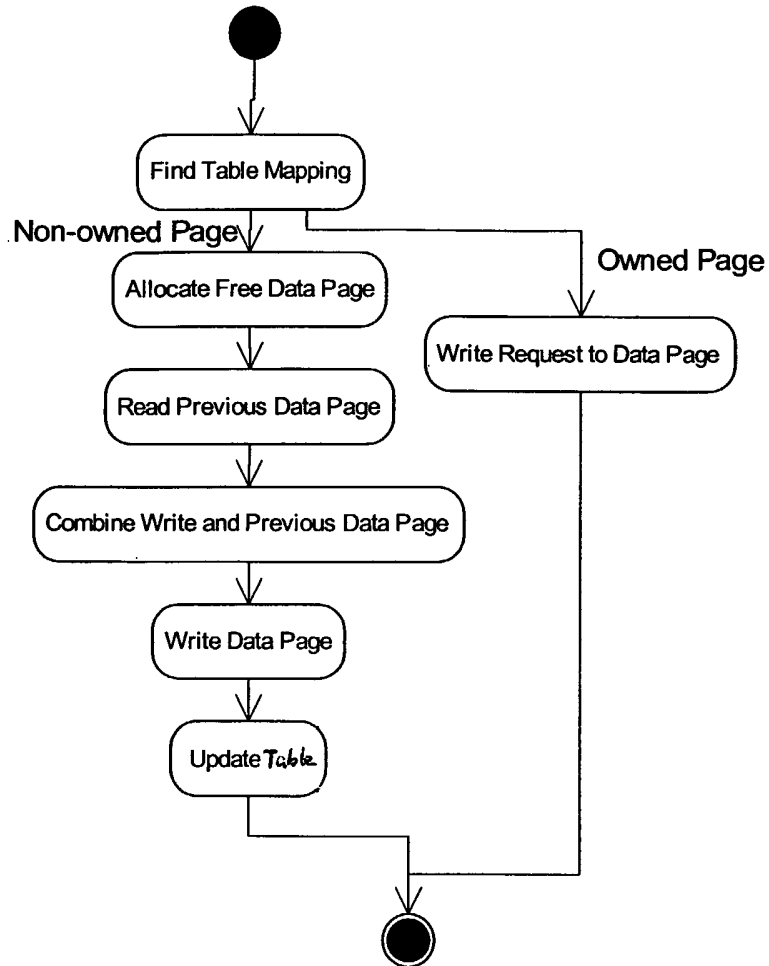 Find Table Mapping
Non-owned Page
Owned Page
Allocate Free Data Page
Write Request to Data Page
Read Previous Data Page
Combine Write and Previous Data Page
Write Data Page
Update Table